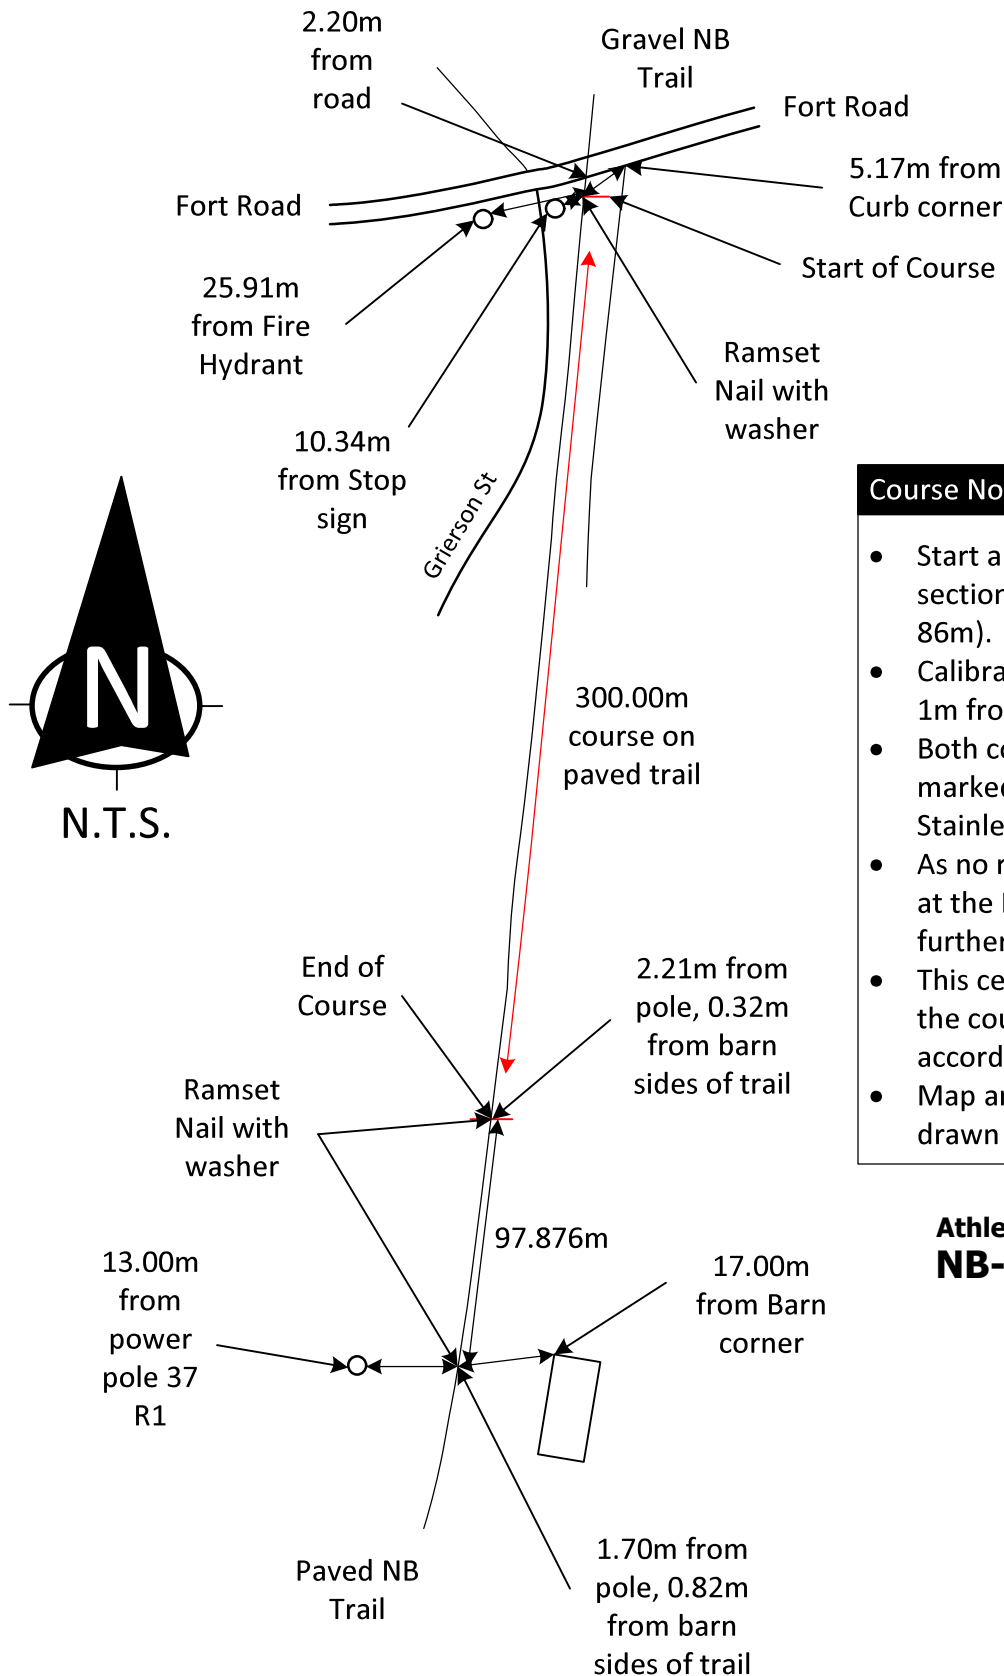 2.20m
from
road
Gravel NB
Trail
Fort Road
5.17m from
Curb corner
Fort Road
Start of Course
25.91m
from Fire
Hydrant
Ramset
Nail with
washer
10.34m
from Stop
sign
Grierson St
Course No
Start a
section
86m).
Calibra
1m fro
Both co
marked
Stainle
As no r
at the
further
This ce
the cou
accord
Map a
drawn
N
N.T.S.
300.00m
course on
paved trail
End of
Course
2.21m from
pole, 0.32m
from barn
sides of trail
Ramset
Nail with
washer
97.876m
Athle
NB-
13.00m
from
power
pole 37
R1
17.00m
from Barn
corner
Paved NB
Trail
1.70m from
pole, 0.82m
from barn
sides of trail